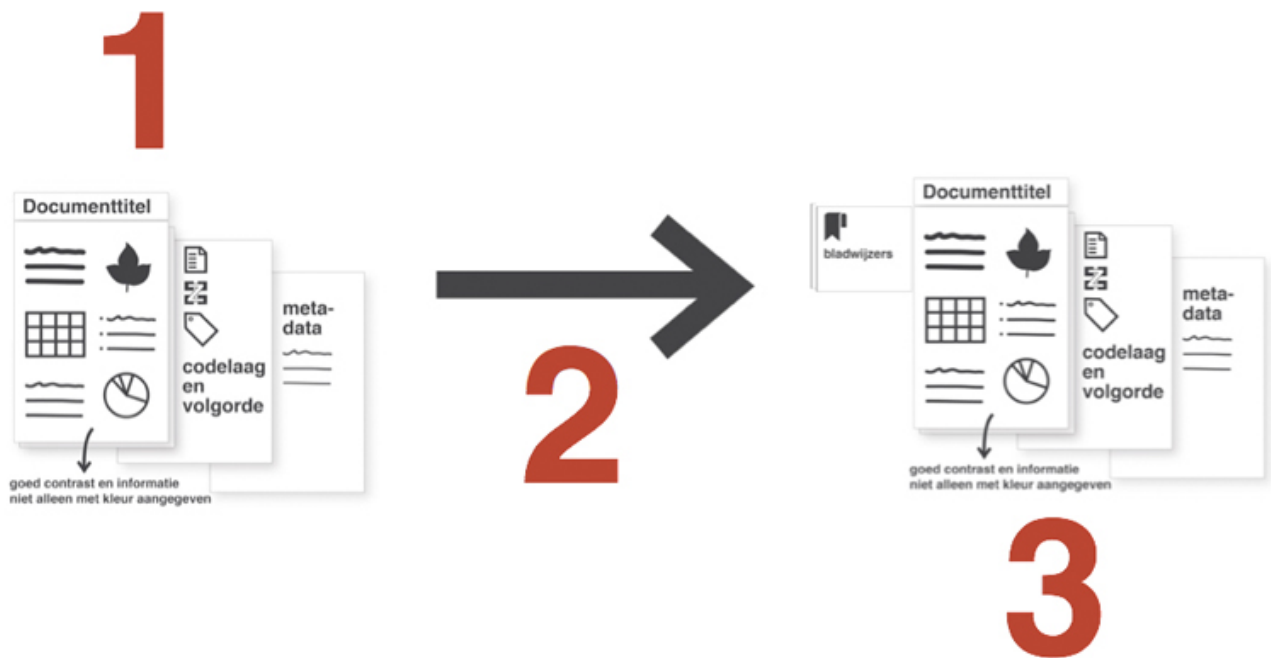 1
Documenttitel
codelaag
en
volgorde
meta-
data
goed contrast en informatie
niet alleen met kleur aangegeven
2
bladwijzers
Documenttitel
codelaag
en
volgorde
meta-
data
goed contrast en informatie
niet alleen met kleur aangegeven
3